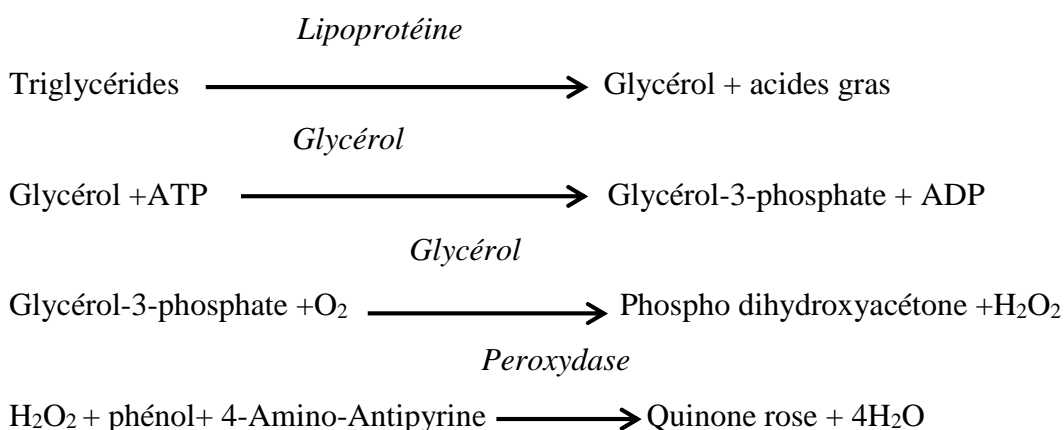 Lipoprotéine
Triglycérides Glycérol + acides gras
Glycérol
Glycérol +ATP Glycérol-3-phosphate + ADP
Glycérol
Glycérol-3-phosphate +O₂ Phospho dihydroxyacétone +H₂O₂
Peroxydase
H₂O₂ + phénol+ 4-Amino-Antipyrine Quinone rose + 4H₂O